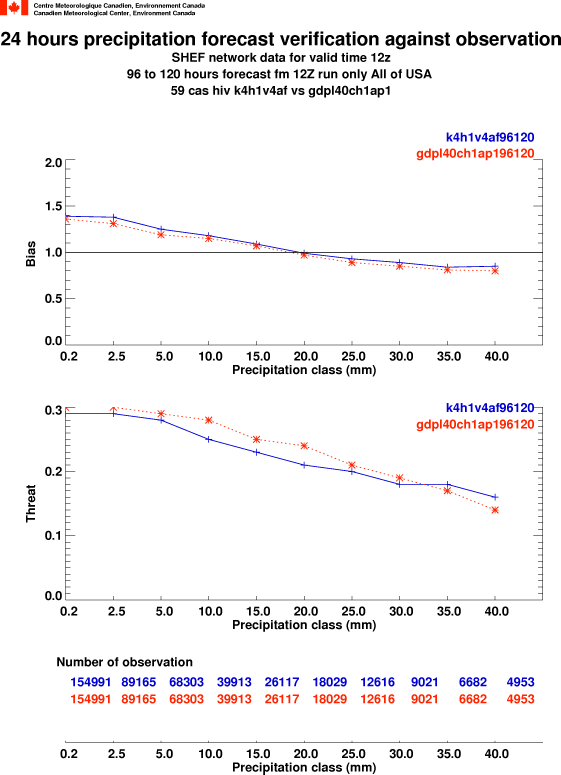 Centre Meteorologique Canadien, Environnement Canada
Canadian Meteorological Center, Environment Canada
24 hours precipitation forecast verification against observation
SHEF network data for valid time 12z
96 to 120 hours forecast fm 12Z run only All of USA
59 cas hiv k4h1v4af vs gdpl40ch1ap1
k4h1v4af96120
gdpl40ch1ap196120
2.0
1.5
1.0
0.5
0.0
Bias
0.2 2.5 5.0 10.0 15.0 20.0 25.0 30.0 35.0 40.0
Precipitation class (mm)
k4h1v4af96120
gdpl40ch1ap196120
0.3
0.2
0.1
0.0
Threat
0.2 2.5 5.0 10.0 15.0 20.0 25.0 30.0 35.0 40.0
Precipitation class (mm)
Number of observation
154991 89165 68303 39913 26117 18029 12616 9021 6682 4953
154991 89165 68303 39913 26117 18029 12616 9021 6682 4953
0.2 2.5 5.0 10.0 15.0 20.0 25.0 30.0 35.0 40.0
Precipitation class (mm)